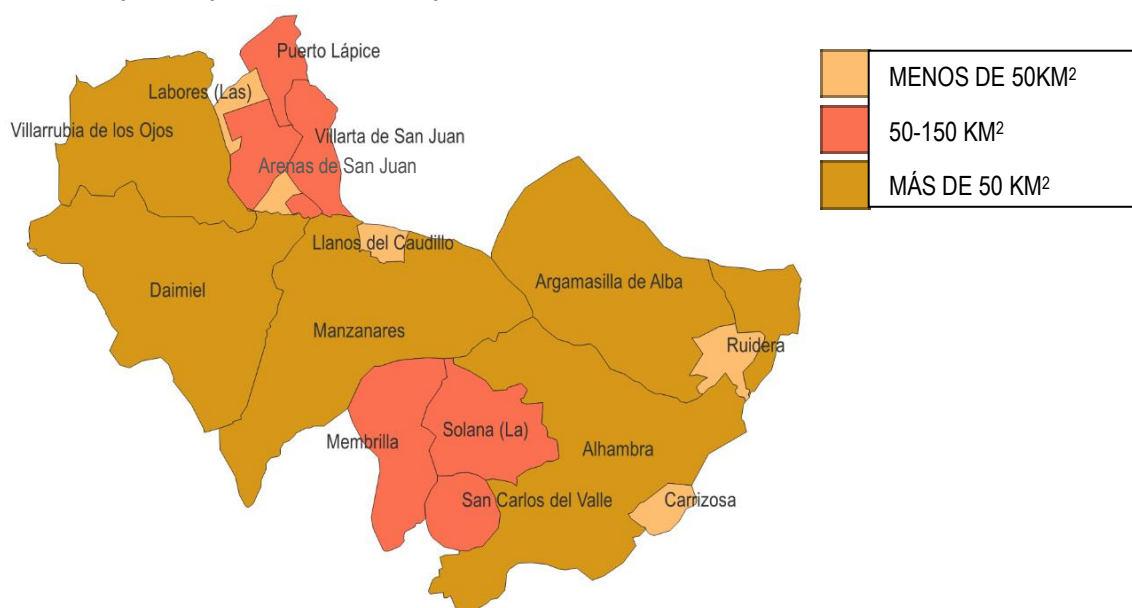 Puerto Lápice
Labores (Las)
Villarrubia de los Ojos
Villarta de San Juan
Arenas de San Juan
Llanos del Caudillo
Argamasilla de Alba
Daimiel
Manzanares
Ruidera
Membrilla
Solana (La)
Alhambra
San Carlos del Valle
Carrizosa
MENOS DE 50KM²
50-150 KM²
MÁS DE 50 KM²